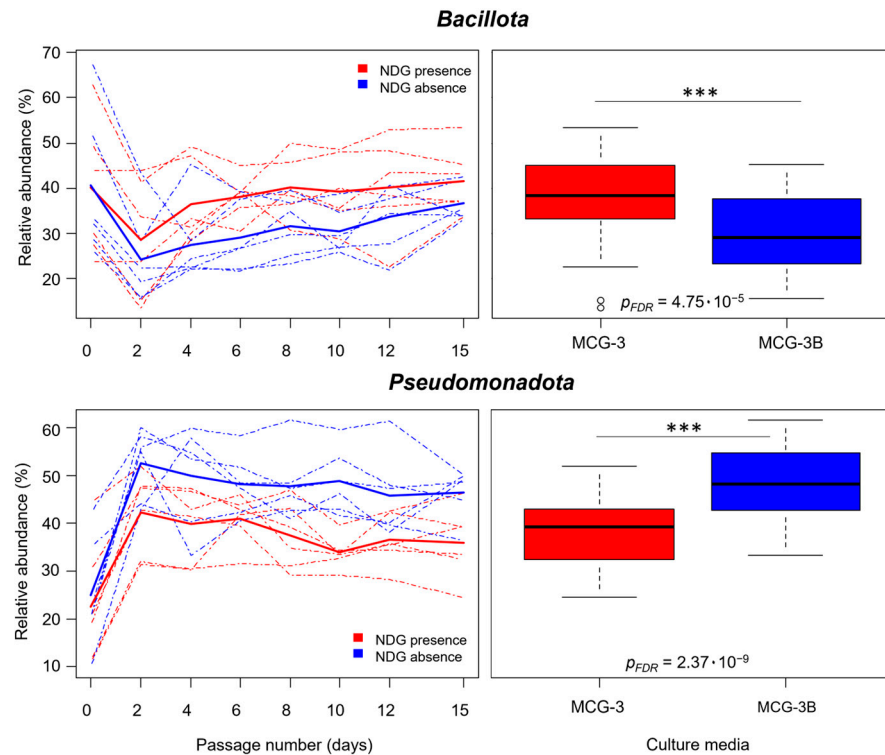 Bacillota
Relative abundance (%)
70
60
50
40
30
20
NDG presence
NDG absence
0 2 4 6 8 10 12 15
***
pFDR = 4.75·10⁻⁵
MCG-3 MCG-3B
Pseudomonadota
Relative abundance (%)
60
50
40
30
20
10
NDG presence
NDG absence
0 2 4 6 8 10 12 15
Passage number (days)
***
pFDR = 2.37·10⁻⁹
MCG-3 MCG-3B
Culture media